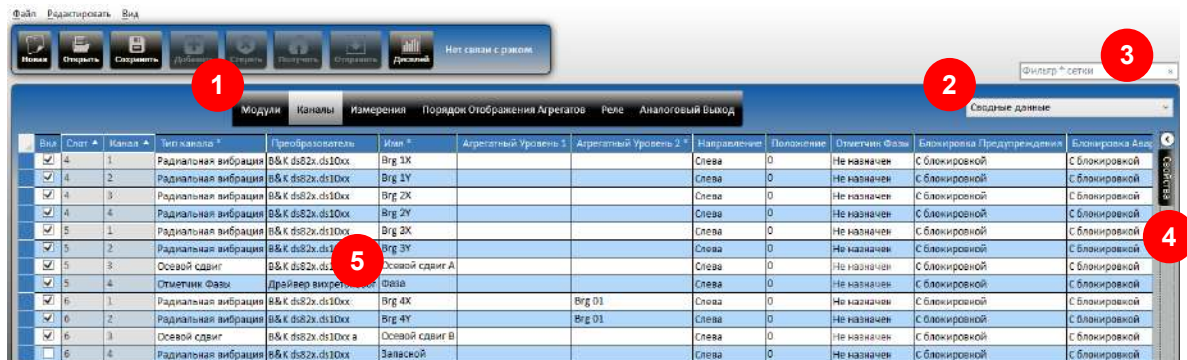 Файл Редактировать Вид
Новая Открыть Сохранить Добавить Стереть Получить Отправить Дисплей Нет связи с рэком
3
Фильтр * сетки
1
2
Модули Каналы Измерения Порядок Отображения Агрегатов Реле Аналоговый Выход
Сводные данные
Вкл Слот Канал Тип канала * Преобразователь Имя * Агрегатный Уровень 1 Агрегатный Уровень 2 * Направление Положение Отметчик Фазы Блокировка Предупреждения Блокировка Авар
Свойства
4 1 Радиальная вибрация B&K ds82x.ds10xx Brg 1X Слева 0 Не назначен С блокировкой С блокировкой
4 2 Радиальная вибрация B&K ds82x.ds10xx Brg 1Y Слева 0 Не назначен С блокировкой С блокировкой
4 3 Радиальная вибрация B&K ds82x.ds10xx Brg 2X Слева 0 Не назначен С блокировкой С блокировкой
4 4 Радиальная вибрация B&K ds82x.ds10xx Brg 2Y Слева 0 Не назначен С блокировкой С блокировкой
5 1 Радиальная вибрация B&K ds82x.ds10xx Brg 3X Слева 0 Не назначен С блокировкой С блокировкой
4
5 2 Радиальная вибрация B&K ds82x.ds10xx Brg 3Y Слева 0 Не назначен С блокировкой С блокировкой
5
5 3 Осевой сдвиг B&K ds82x.ds1 Осевой сдвиг A Слева 0 Не назначен С блокировкой С блокировкой
5 4 Отметчик Фазы Драйвер Фаза Слева 0 Не назначен С блокировкой С блокировкой
6 1 Радиальная вибрация B&K ds82x.ds10xx Brg 4X Brg 01 Слева 0 Не назначен С блокировкой С блокировкой
6 2 Радиальная вибрация B&K ds82x.ds10xx Brg 4Y Brg 01 Слева 0 Не назначен С блокировкой С блокировкой
6 3 Осевой сдвиг B&K ds82x.ds10xx a Осевой сдвиг B Слева 0 Не назначен С блокировкой С блокировкой
6 4 Радиальная вибрация B&K ds82x.ds10xx Запасной Слева 0 Не назначен С блокировкой С блокировкой